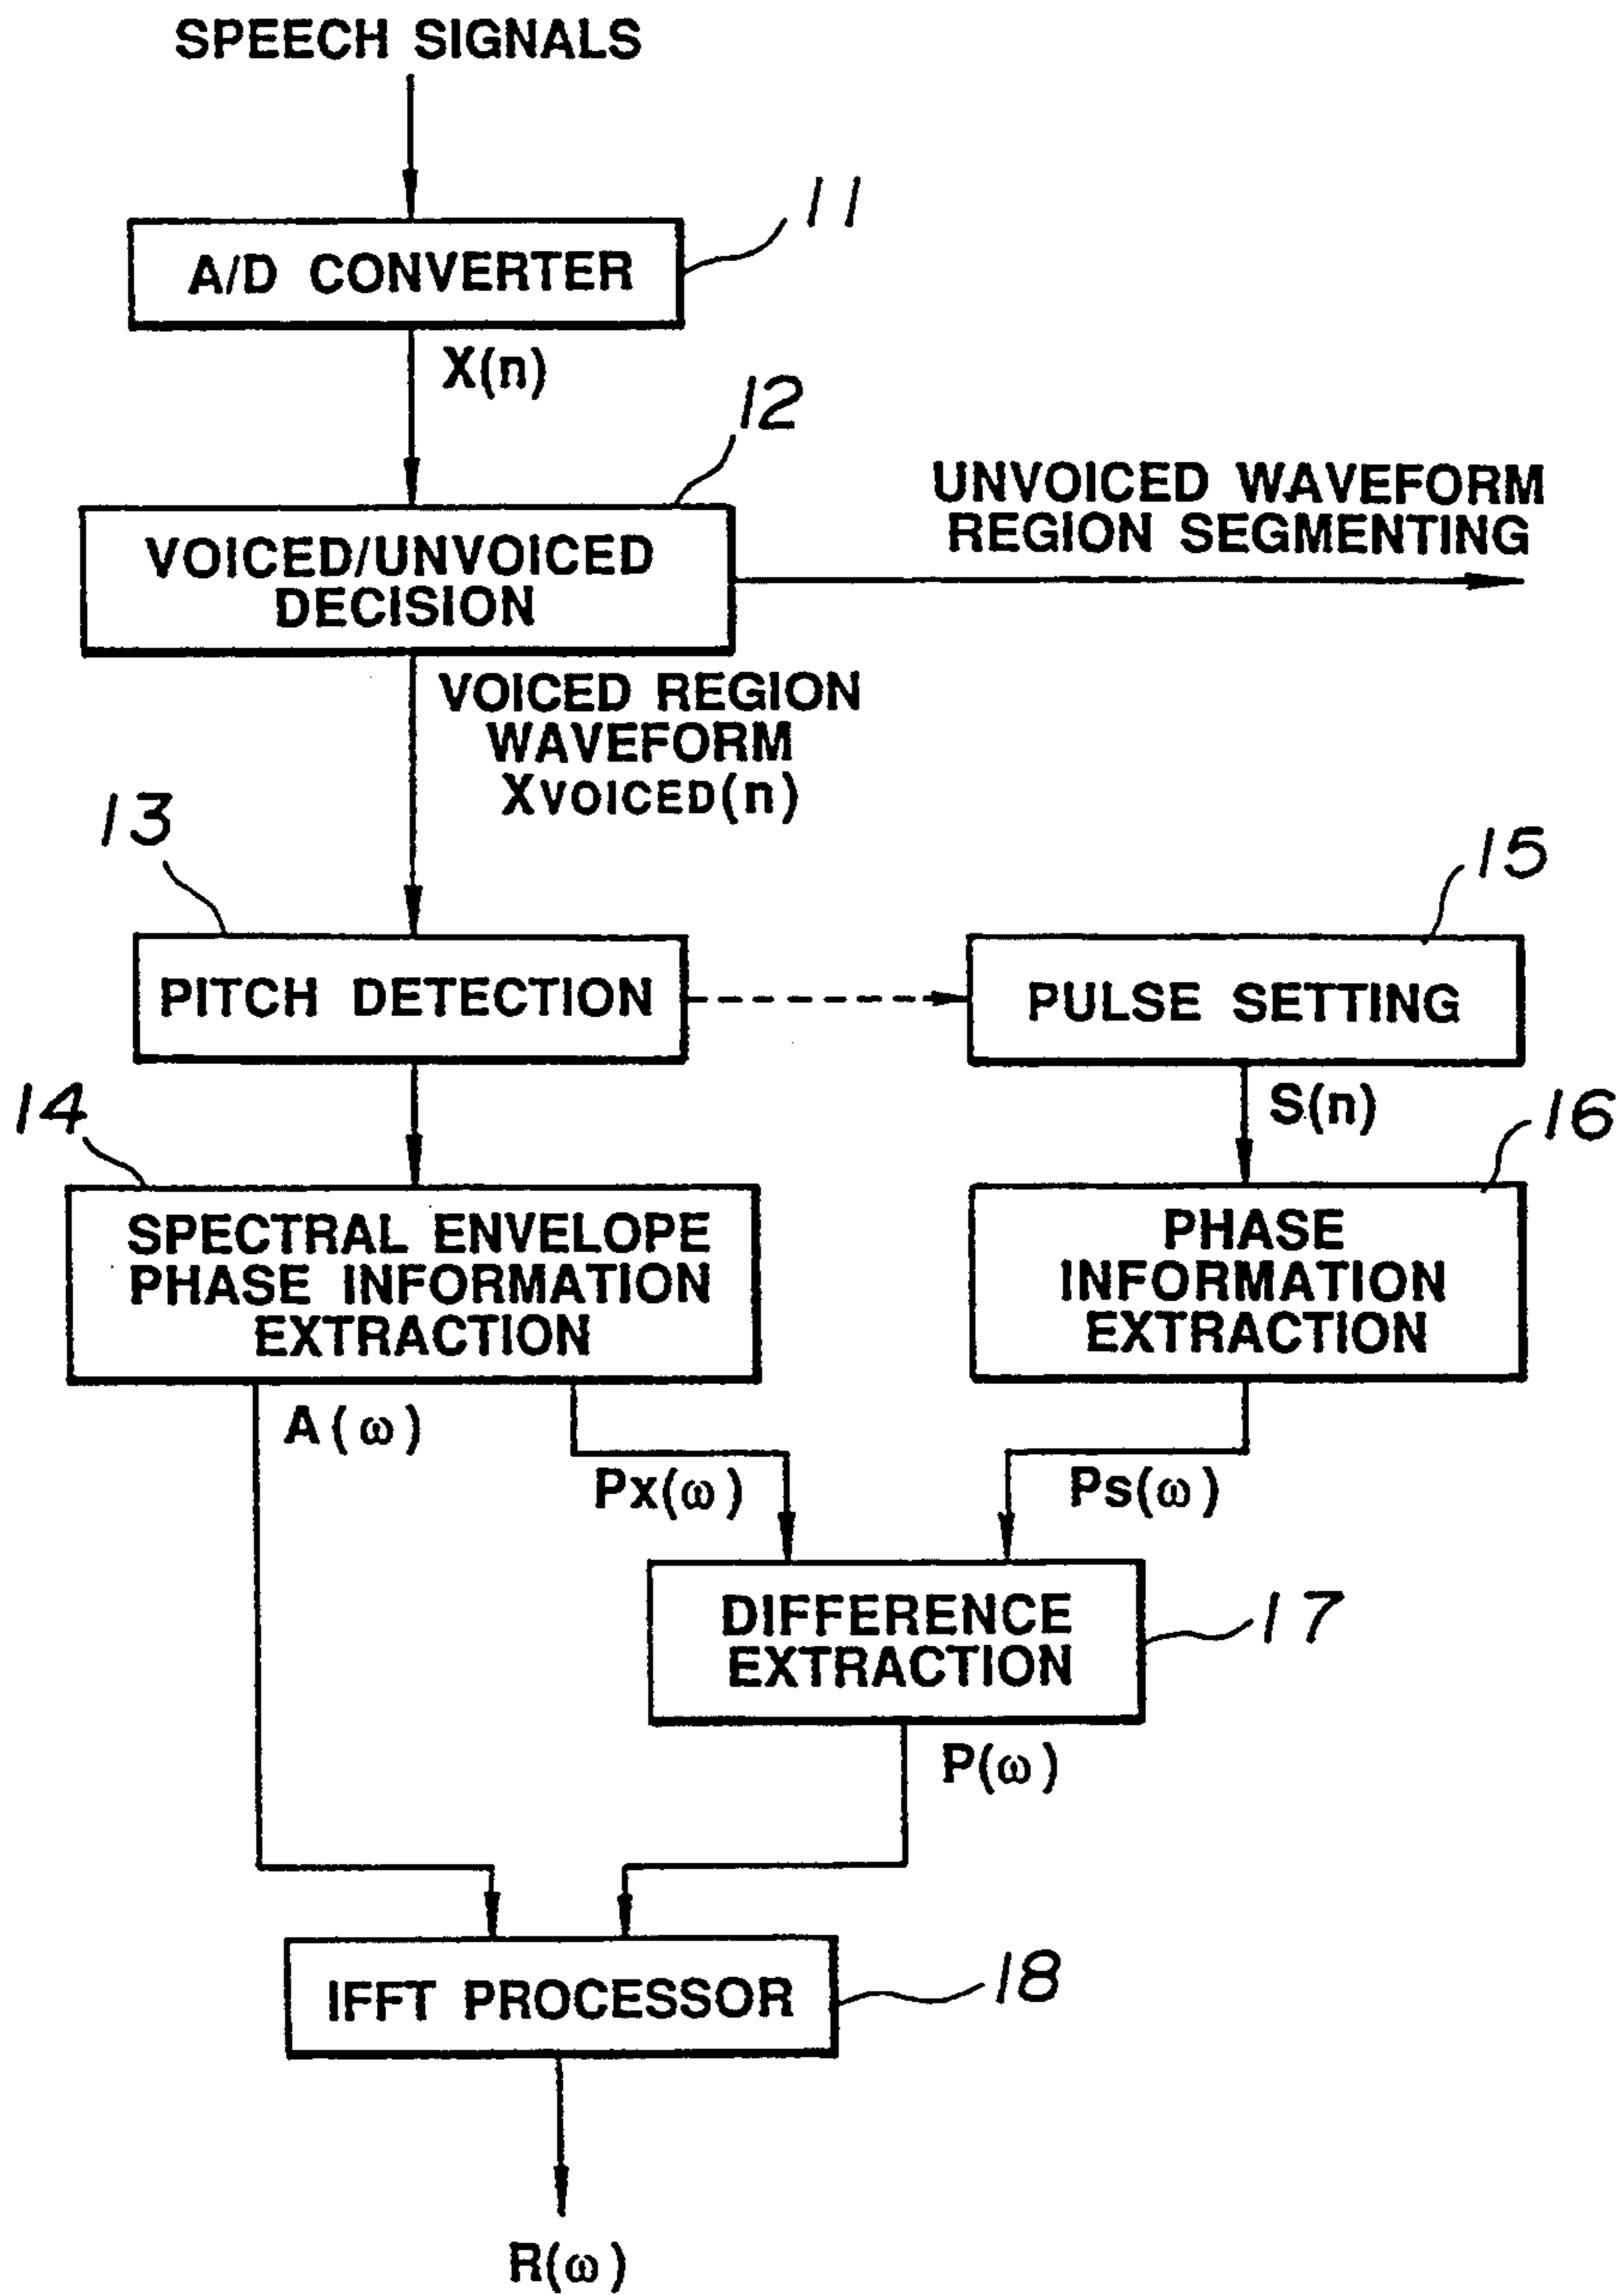 SPEECH SIGNALS
11
A/D CONVERTER
X(n)
12
UNVOICED WAVEFORM
REGION SEGMENTING
VOICED/UNVOICED
DECISION
VOICED REGION
WAVEFORM
XVOICED(n)
13
15
PITCH DETECTION
PULSE SETTING
14
S(n)
16
SPECTRAL ENVELOPE
PHASE INFORMATION
EXTRACTION
PHASE
INFORMATION
EXTRACTION
A(ω)
Px(ω)
Ps(ω)
DIFFERENCE
EXTRACTION
17
P(ω)
IFFT PROCESSOR
18
R(ω)